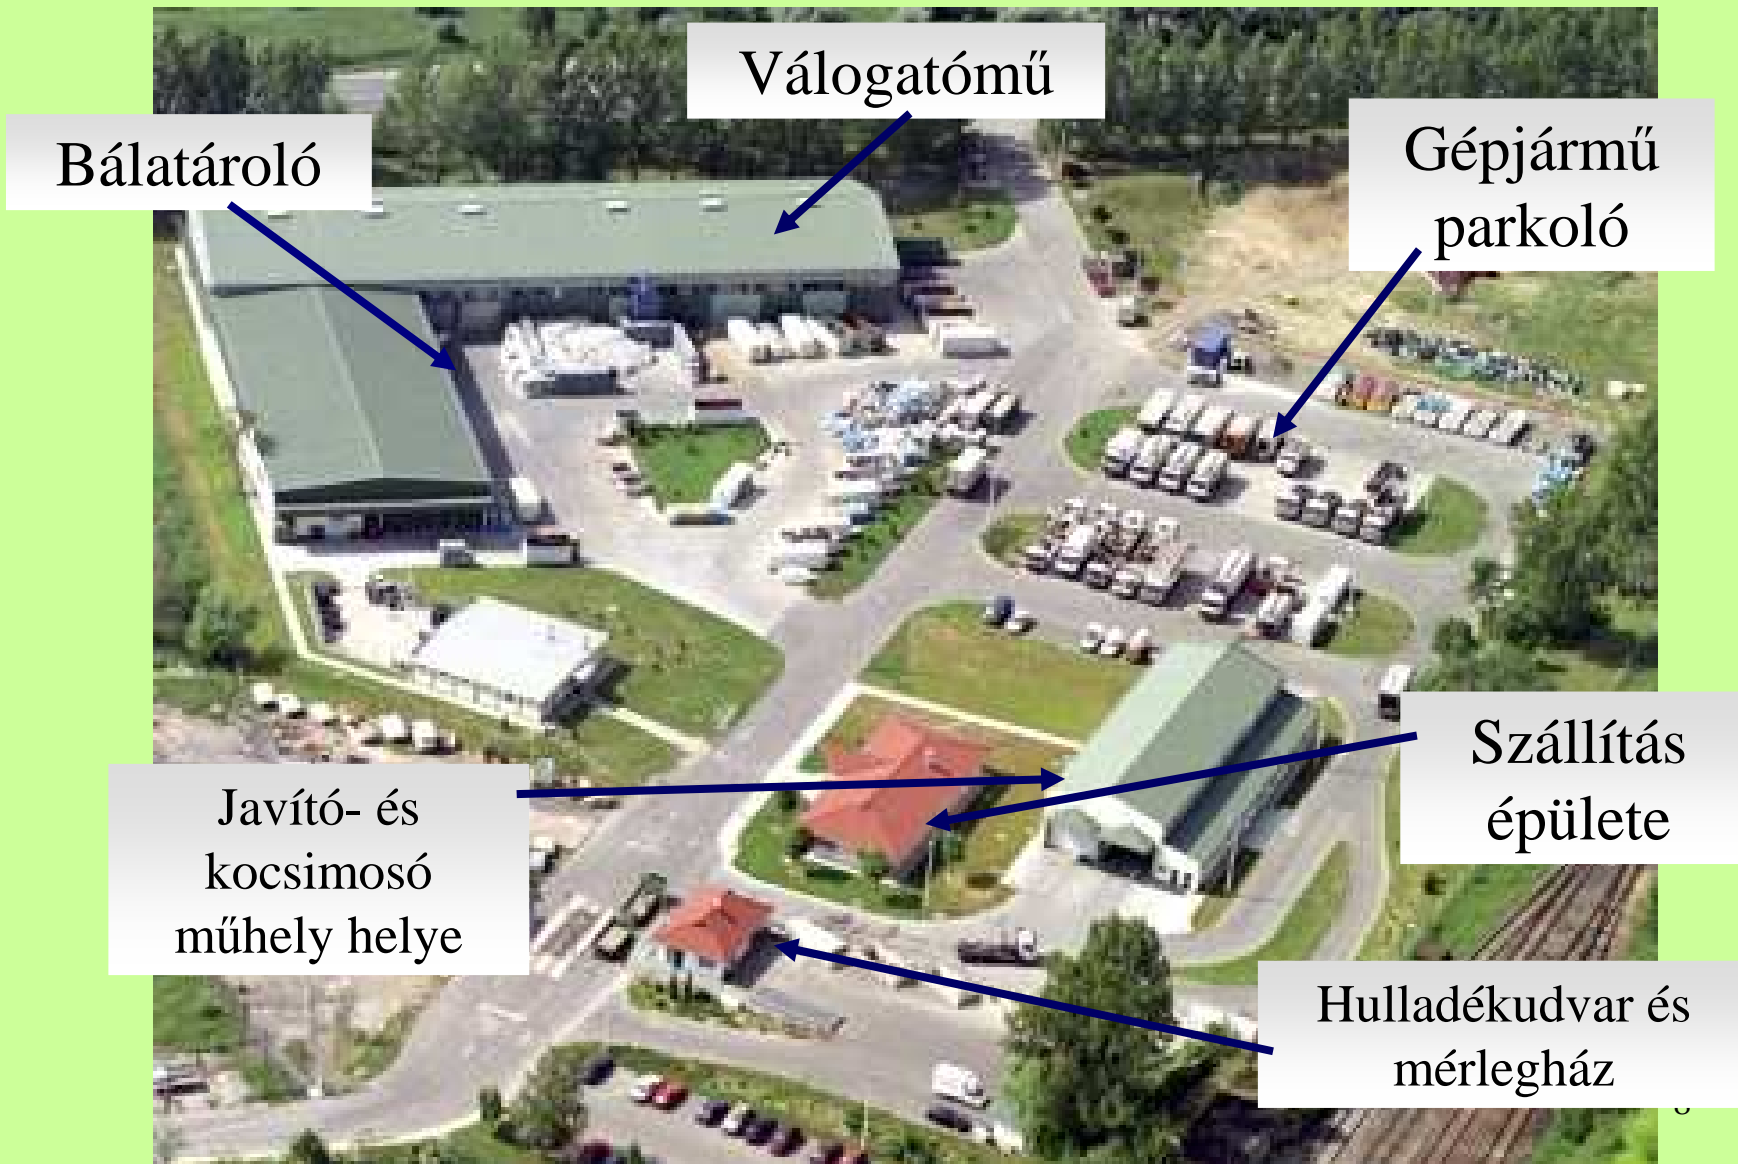 Válogatómű
Bálatároló
Gépjármű
parkoló
Szállítás
épülete
Javító- és
kocsimosó
műhely helye
Hulladékudvar és
mérlegház